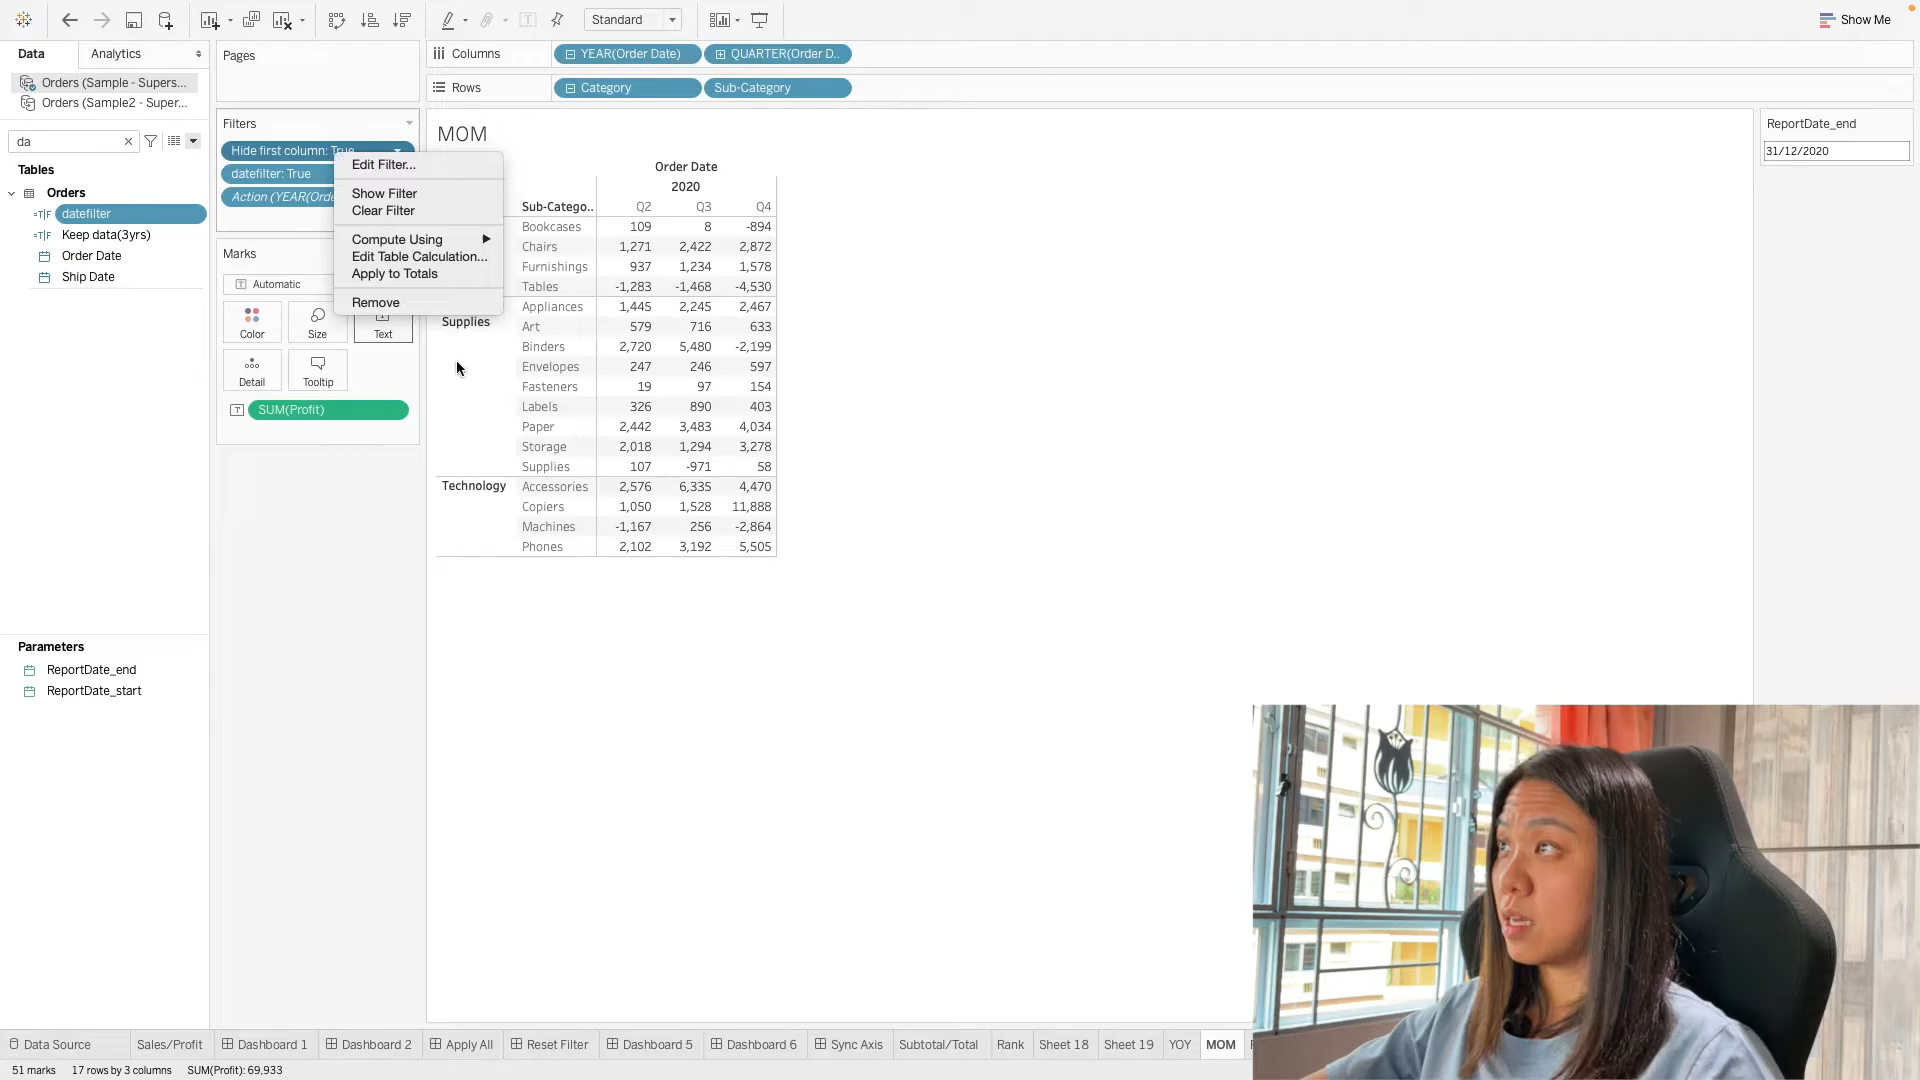 Standard
Show Me
Data
Analytics
Pages
Columns
YEAR(Order Date)
QUARTER(Order D..
Orders (Sample - Supers...
Orders (Sample2 - Super...
Rows
Category
Sub-Category
Filters
Hide first column: True
datefilter: True
Action (YEAR(Orde
da
Tables
Orders
datefilter
Keep data(3yrs)
Order Date
Ship Date
Edit Filter...
Show Filter
Clear Filter
Compute Using
Edit Table Calculation...
Apply to Totals
Remove
Marks
Automatic
Color
Size
Text
Detail
Tooltip
SUM(Profit)
MOM
Order Date
2020
Sub-Catego.. Q2 Q3 Q4
Bookcases 109 8 -894
Chairs 1,271 2,422 2,872
Furnishings 937 1,234 1,578
Tables -1,283 -1,468 -4,530
Appliances 1,445 2,245 2,467
Supplies
Art 579 716 633
Binders 2,720 5,480 -2,199
Envelopes 247 246 597
Fasteners 19 97 154
Labels 326 890 403
Paper 2,442 3,483 4,034
Storage 2,018 1,294 3,278
Supplies 107 -971 58
Technology Accessories 2,576 6,335 4,470
Copiers 1,050 1,528 11,888
Machines -1,167 256 -2,864
Phones 2,102 3,192 5,505
ReportDate_end
31/12/2020
Parameters
ReportDate_end
ReportDate_start
Data Source
Sales/Profit
Dashboard 1
Dashboard 2
Apply All
Reset Filter
Dashboard 5
Dashboard 6
Sync Axis
Subtotal/Total
Rank
Sheet 18
Sheet 19
YOY
MOM
51 marks 17 rows by 3 columns SUM(Profit): 69,933